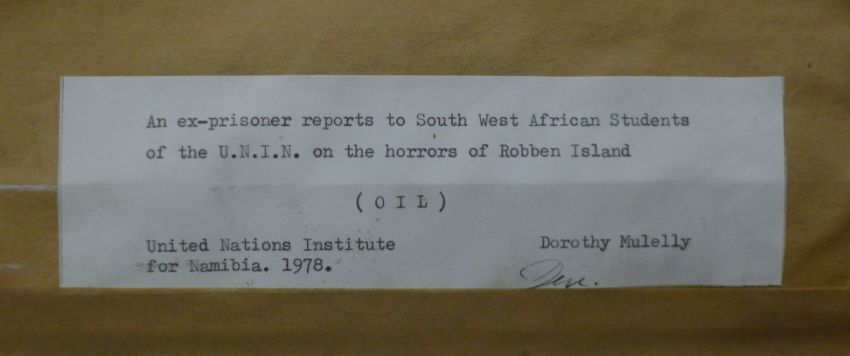 An ex-prisoner reports to South West African Students
of the U.N.I.N. on the horrors of Robben Island
( O I L )
United Nations Institute
for Namibia. 1978.
Dorothy Mulelly